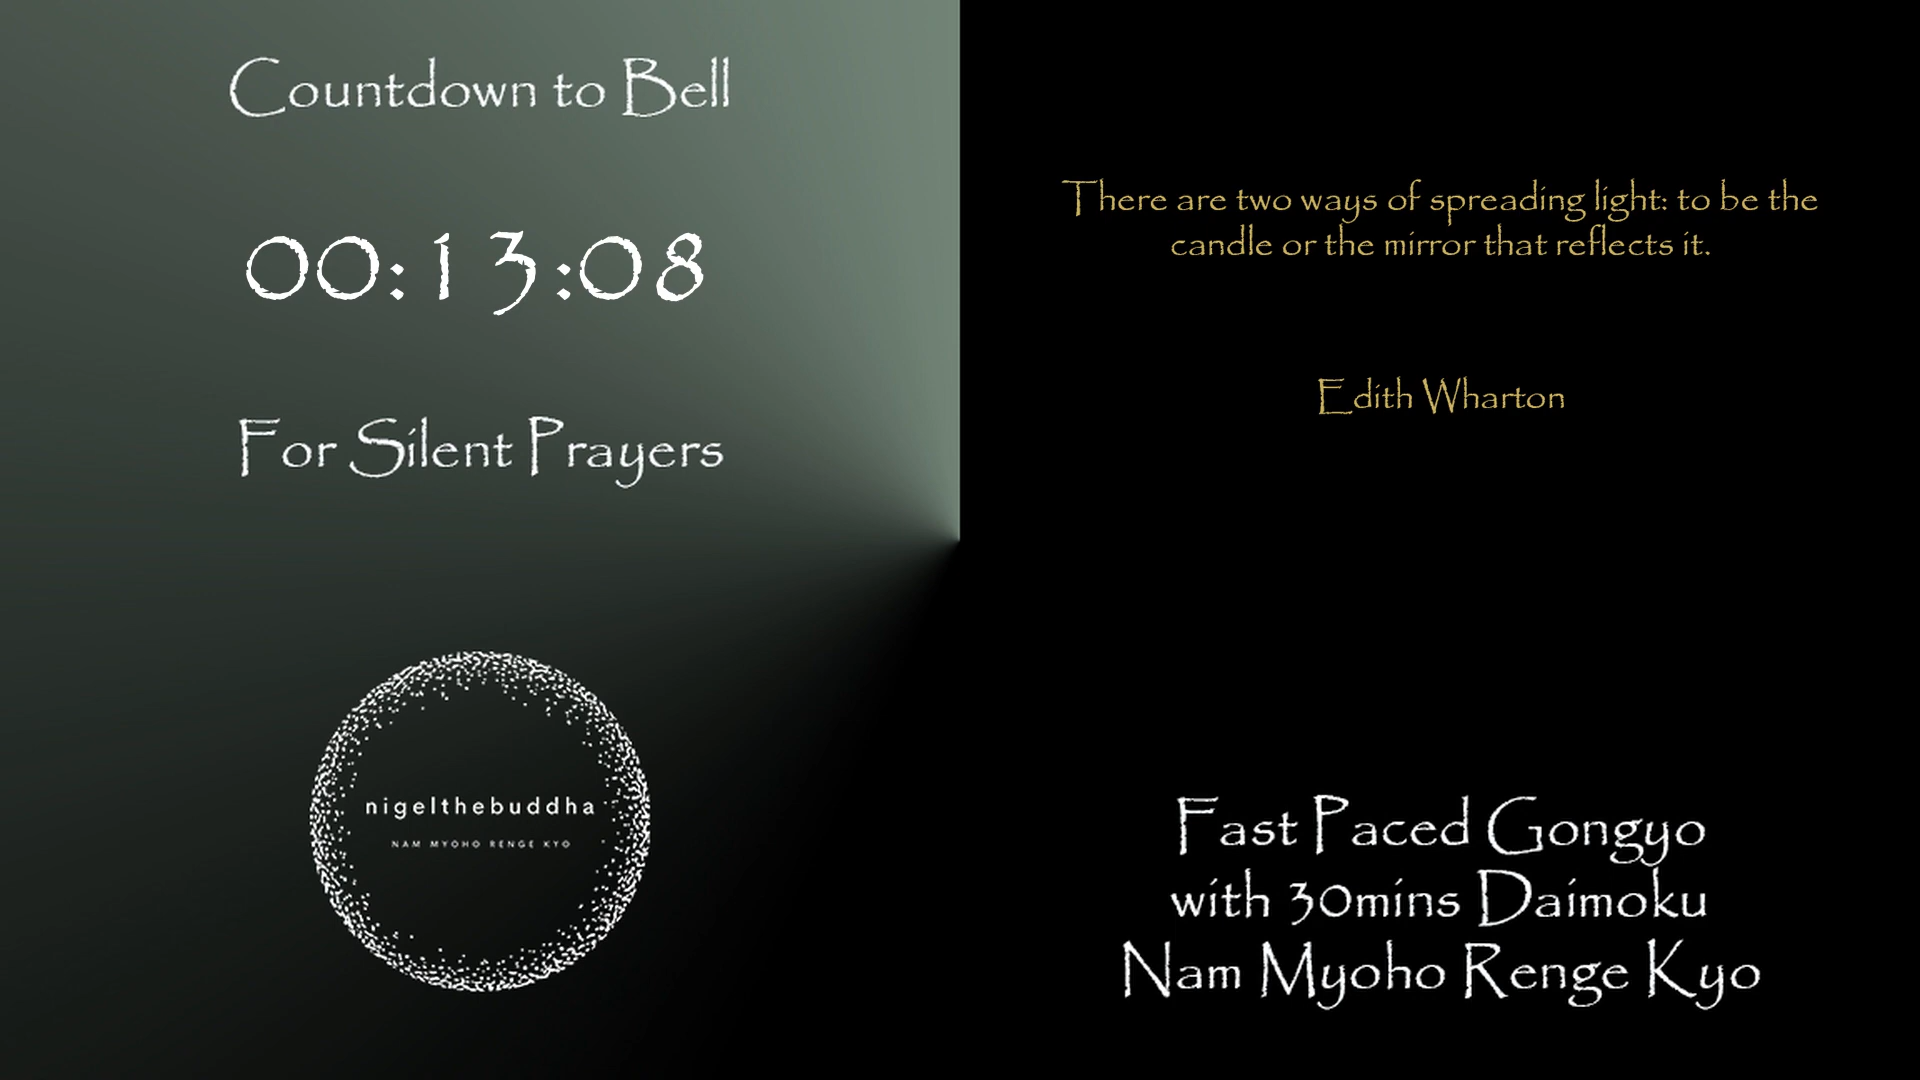 Countdown to Bell
00:13:08
For Silent Prayers
nigelthebuddha
NAM MYOHO RENGE KYO
There are two ways of spreading light: to be the
candle or the mirror that reflects it.
Edith Wharton
Fast Paced Gongyo
with 30mins Daimoku
Nam Myoho Renge Kyo